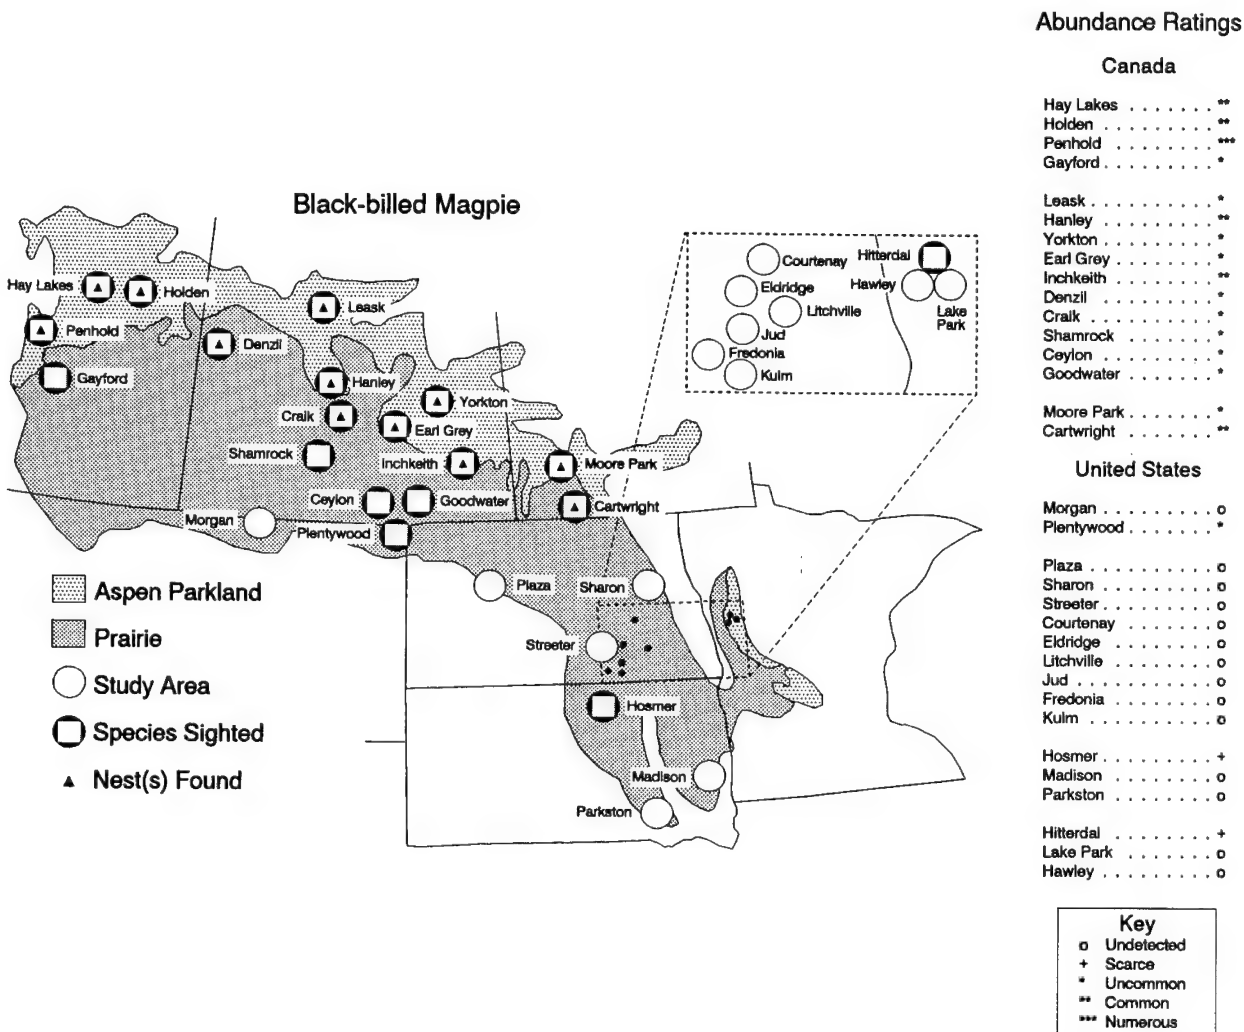 Black-billed Magpie
Hay Lakes
Holden
Penhold
Gayford
Denzil
Leask
Hanley
Craik
Yorkton
Earl Grey
Shamrock
Inchkeith
Moore Park
Ceylon
Goodwater
Cartwright
Morgan
Plentywood
Plaza
Sharon
Streeter
Hosmer
Madison
Parkston
Courtenay
Eldridge
Litchville
Jud
Fredonia
Kulm
Hitterdal
Hawley
Lake
Park
Aspen Parkland
Prairie
Study Area
Species Sighted
Nest(s) Found
Abundance Ratings
Canada
Hay Lakes . . . . . . . **
Holden . . . . . . . . . **
Penhold . . . . . . . . ***
Gayford . . . . . . . . . *
Leask . . . . . . . . . . *
Hanley . . . . . . . . . **
Yorkton . . . . . . . . . *
Earl Grey . . . . . . . . *
Inchkeith . . . . . . . . **
Denzil . . . . . . . . . . *
Craik . . . . . . . . . . *
Shamrock . . . . . . . *
Ceylon . . . . . . . . . *
Goodwater . . . . . . . *
Moore Park . . . . . . . *
Cartwright . . . . . . . **
United States
Morgan . . . . . . . . . o
Plentywood . . . . . . . *
Plaza . . . . . . . . . . o
Sharon . . . . . . . . . o
Streeter . . . . . . . . . o
Courtenay . . . . . . . o
Eldridge . . . . . . . . o
Litchville . . . . . . . . o
Jud . . . . . . . . . . . o
Fredonia . . . . . . . . o
Kulm . . . . . . . . . . o
Hosmer . . . . . . . . . +
Madison . . . . . . . . o
Parkston . . . . . . . . o
Hitterdal . . . . . . . . +
Lake Park . . . . . . . o
Hawley . . . . . . . . . o
Key
o Undetected
+ Scarce
* Uncommon
** Common
*** Numerous